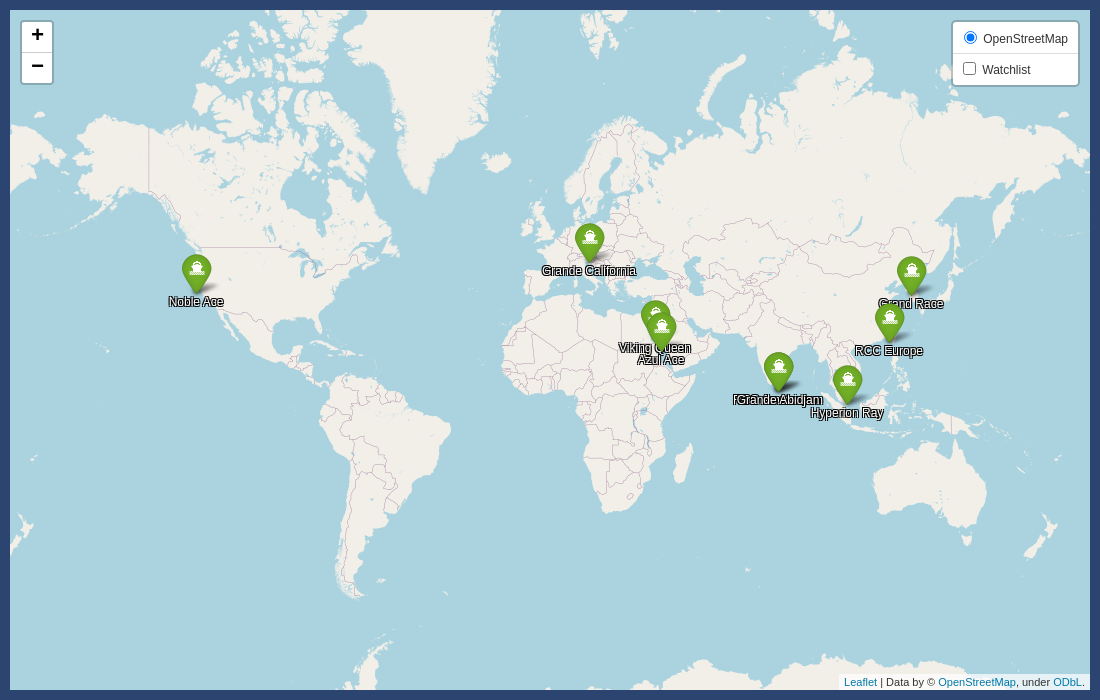 +
−
OpenStreetMap
Watchlist
Grande California
Noble Ace
Grand Race
Viking Queen
RCC Europe
Azul Ace
Grande Abidjan
Hyperion Ray
Leaflet | Data by © OpenStreetMap, under ODbL.